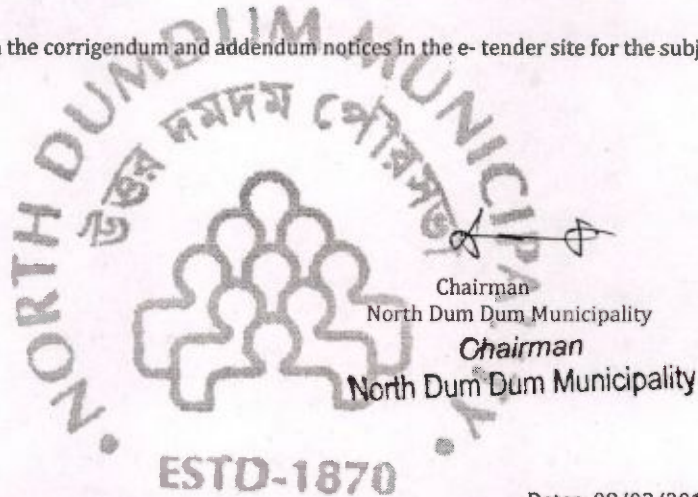 the corrigendum and addendum notices in the e- tender site for the subj
NORTH DUMDUM MUNICIPALITY
উত্তর দমদম পৌরসভা
Chairman
North Dum Dum Municipality
Chairman
North Dum Dum Municipality
ESTD-1870